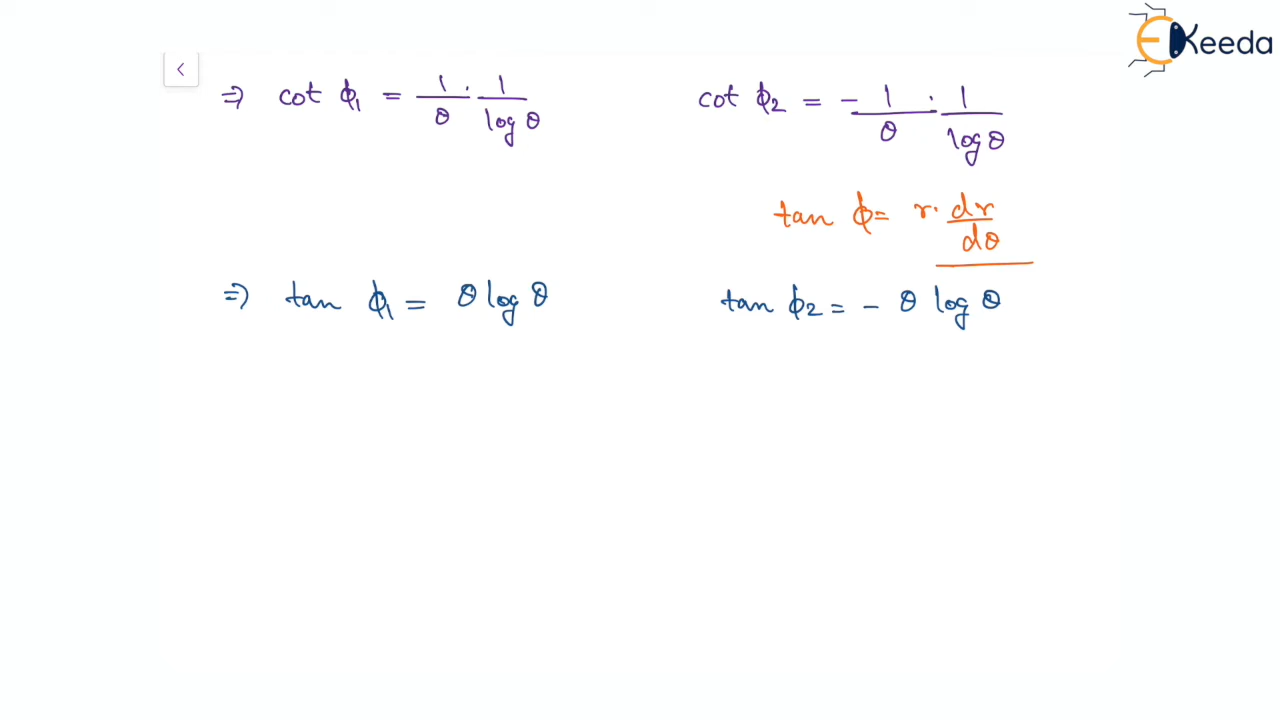 EKeeda
⇒ cot ϕ₁ = 1/θ · 1/log θ
cot ϕ₂ = - 1/θ · 1/log θ
tan ϕ = r · dr/dθ
⇒ tan ϕ₁ = θ log θ
tan ϕ₂ = - θ log θ